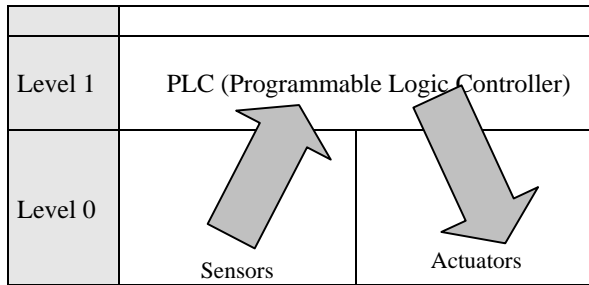 Level 1
PLC (Programmable Logic Controller)
Level 0
Sensors
Actuators